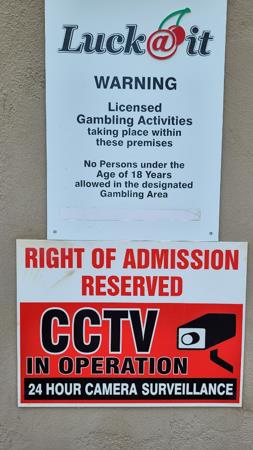 Luck@it
WARNING
Licensed
Gambling Activities
taking place within
these premises
No Persons under the
Age of 18 Years
allowed in the designated
Gambling Area
RIGHT OF ADMISSION
RESERVED
CCTV
IN OPERATION
24 HOUR CAMERA SURVEILLANCE